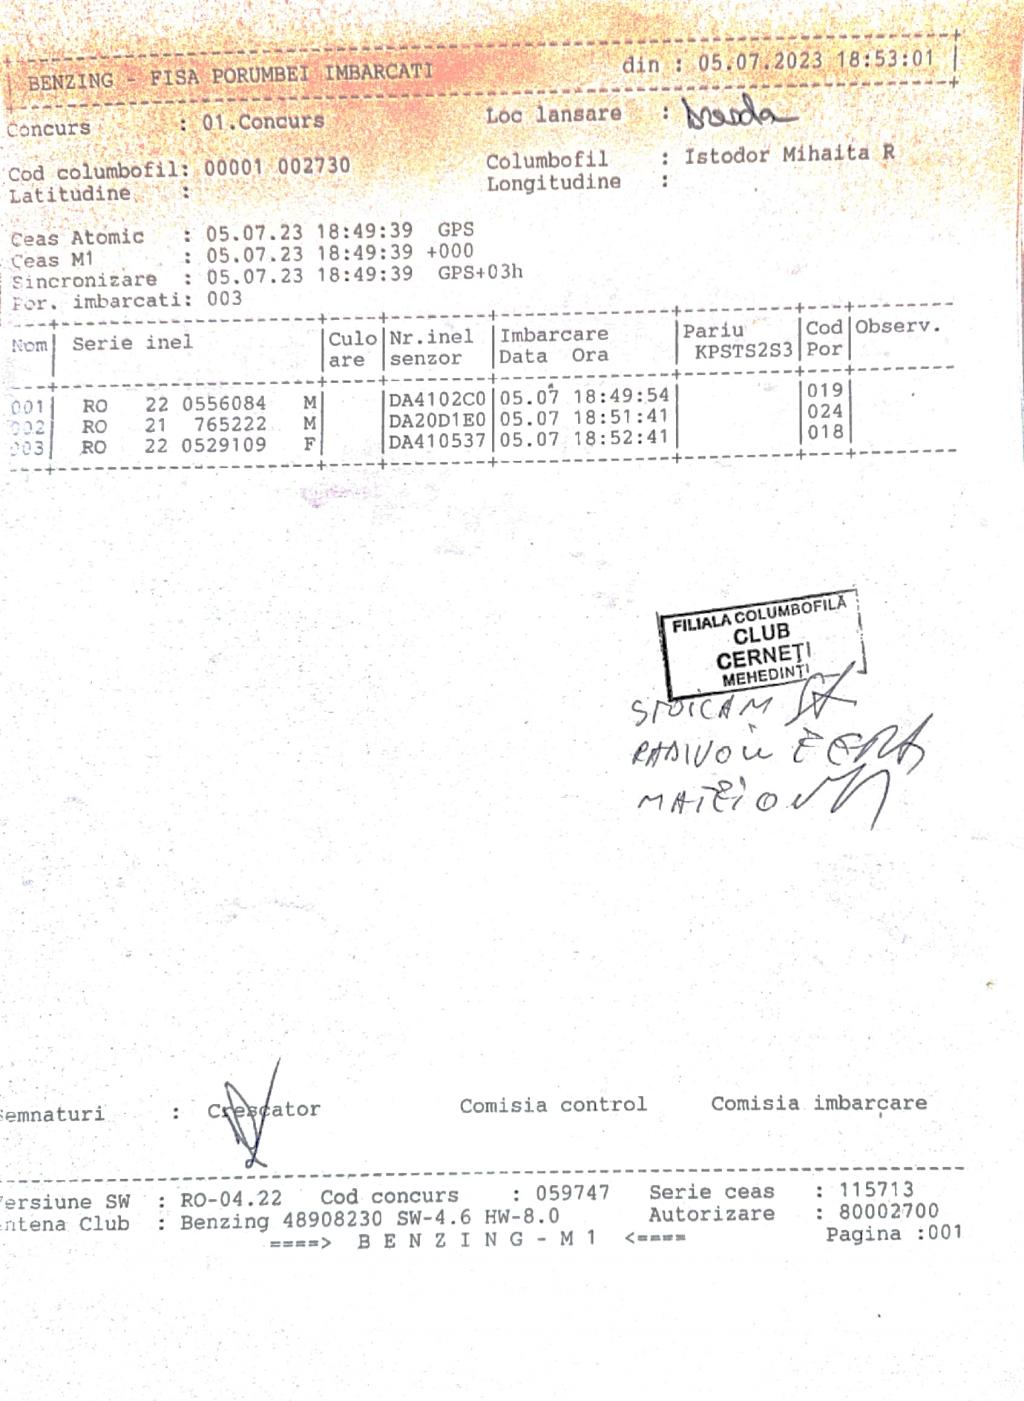 BENZING - FISA PORUMBEI IMBARCATI din : 05.07.2023 18:53:01
Concurs : 01.Concurs Loc lansare :
Cod columbofil: 00001 002730 Columbofil : Istodor Mihaita R
Latitudine : Longitudine :
Ceas Atomic : 05.07.23 18:49:39 GPS
Ceas M1 : 05.07.23 18:49:39 +000
Sincronizare : 05.07.23 18:49:39 GPS+03h
Por. imbarcati: 003
Nom Serie inel Culo Nr.inel Imbarcare Pariu Cod Observ.
are senzor Data Ora KPSTS2S3 Por
001 RO 22 0556084 M DA4102C0 05.07 18:49:54 019
002 RO 21 765222 M DA20D1E0 05.07 18:51:41 024
003 RO 22 0529109 F DA410537 05.07 18:52:41 018
FILIALA COLUMBOFILĂ
CLUB
CERNEȚI
MEHEDINȚI
STOICA M
Semnaturi : Crescator Comisia control Comisia imbarcare
Versiune SW : RO-04.22 Cod concurs : 059747 Serie ceas : 115713
Antena Club : Benzing 48908230 SW-4.6 HW-8.0 Autorizare : 80002700
====> B E N Z I N G - M 1 <==== Pagina :001